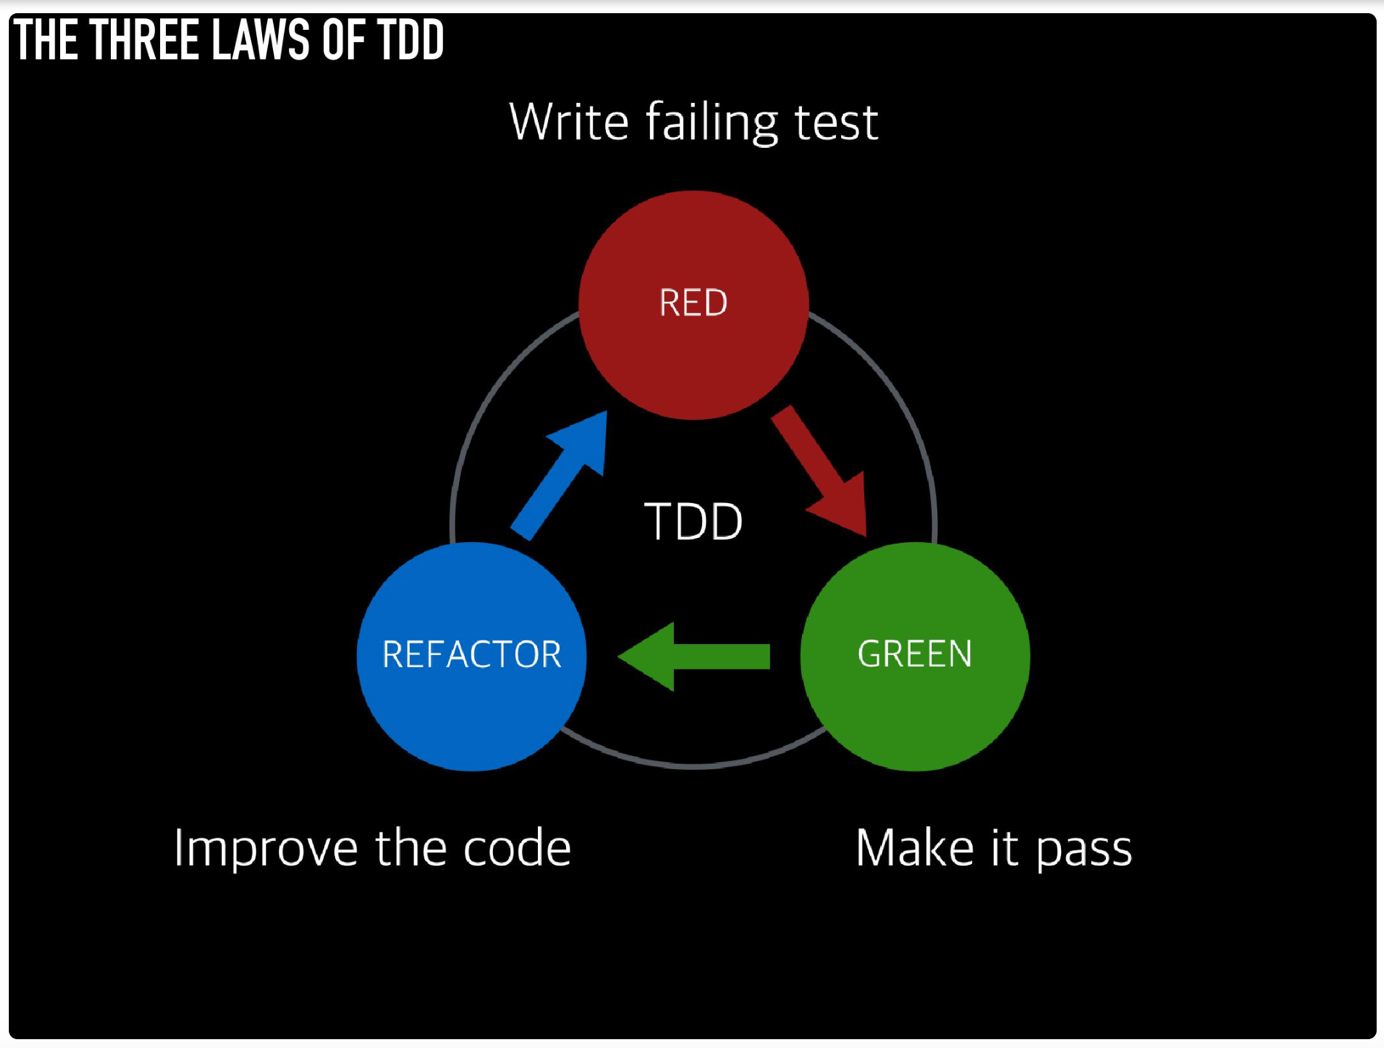 THE THREE LAWS OF TDD
Write failing test
RED
TDD
REFACTOR
GREEN
Improve the code
Make it pass